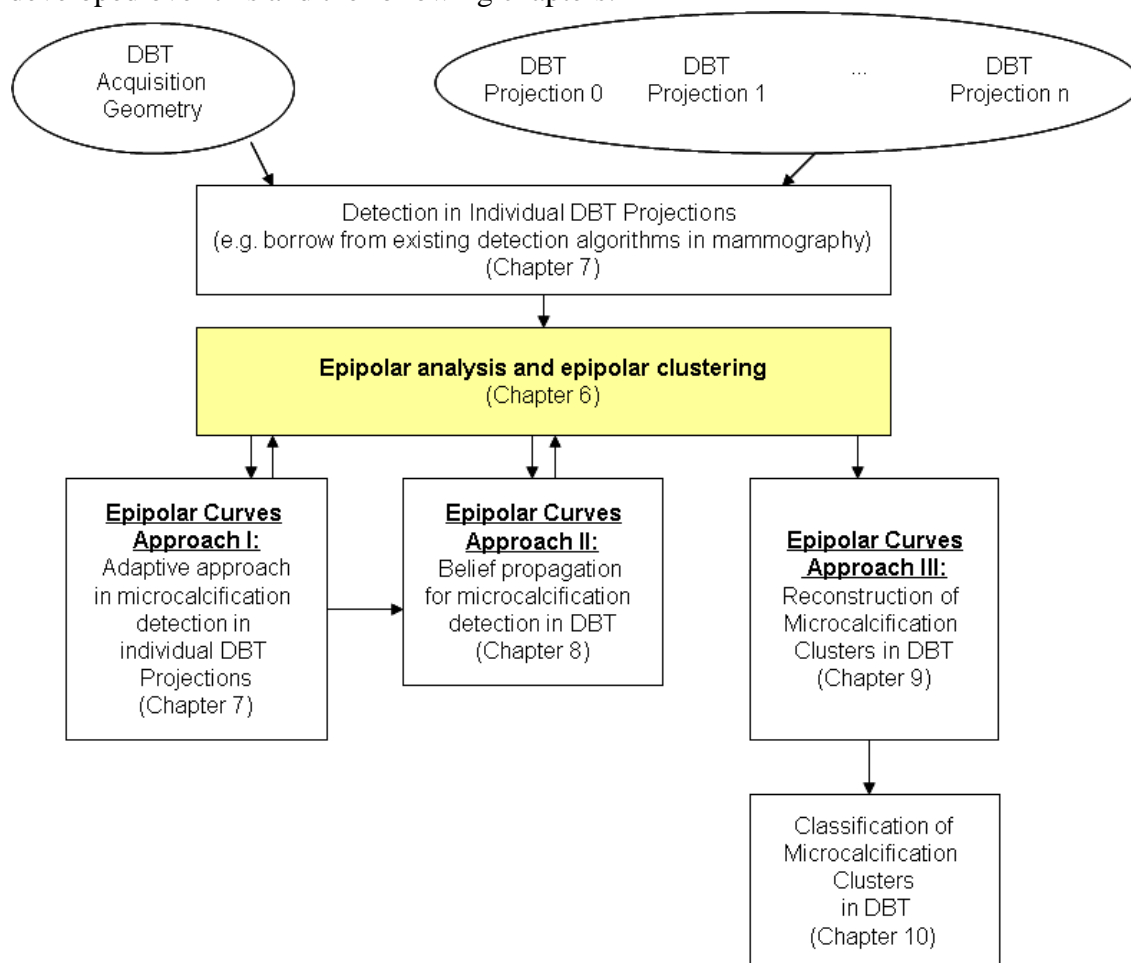 developed over this and the following chapters.
DBT
Acquisition
Geometry
DBT
Projection 0
DBT
Projection 1
...
DBT
Projection n
Detection in Individual DBT Projections
(e.g. borrow from existing detection algorithms in mammography)
(Chapter 7)
Epipolar analysis and epipolar clustering
(Chapter 6)
Epipolar Curves
Approach I:
Adaptive approach
in microcalcification
detection in
individual DBT
Projections
(Chapter 7)
Epipolar Curves
Approach II:
Belief propagation
for microcalcification
detection in DBT
(Chapter 8)
Epipolar Curves
Approach III:
Reconstruction of
Microcalcification
Clusters in DBT
(Chapter 9)
Classification of
Microcalcification
Clusters
in DBT
(Chapter 10)